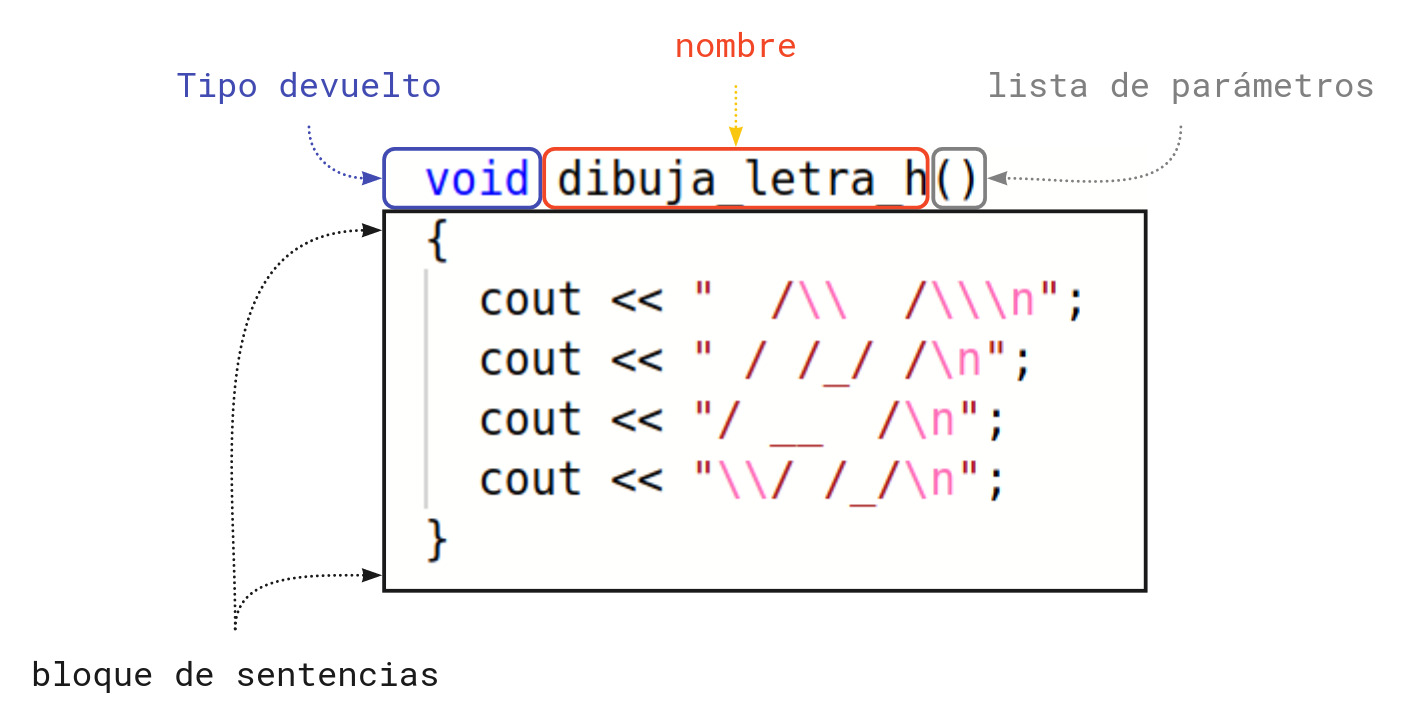 nombre
Tipo devuelto
lista de parámetros
void dibuja_letra_h()
{
  cout << "  /\\  /\\\n";
  cout << " / /_/ /\n";
  cout << "/ __  /\n";
  cout << "\\/ /_/\n";
}
bloque de sentencias